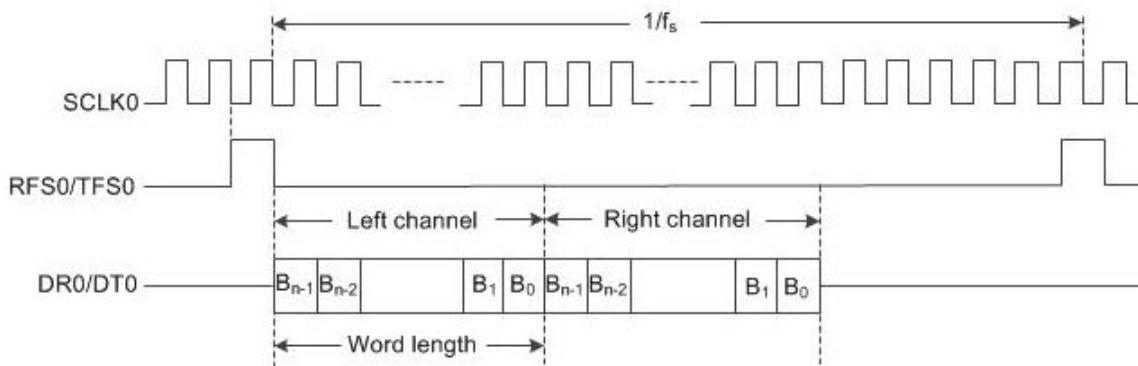 1/fs
SCLK0
RFS0/TFS0
Left channel
Right channel
DR0/DT0
Bn-1 Bn-2 B1 B0 Bn-1 Bn-2 B1 B0
Word length